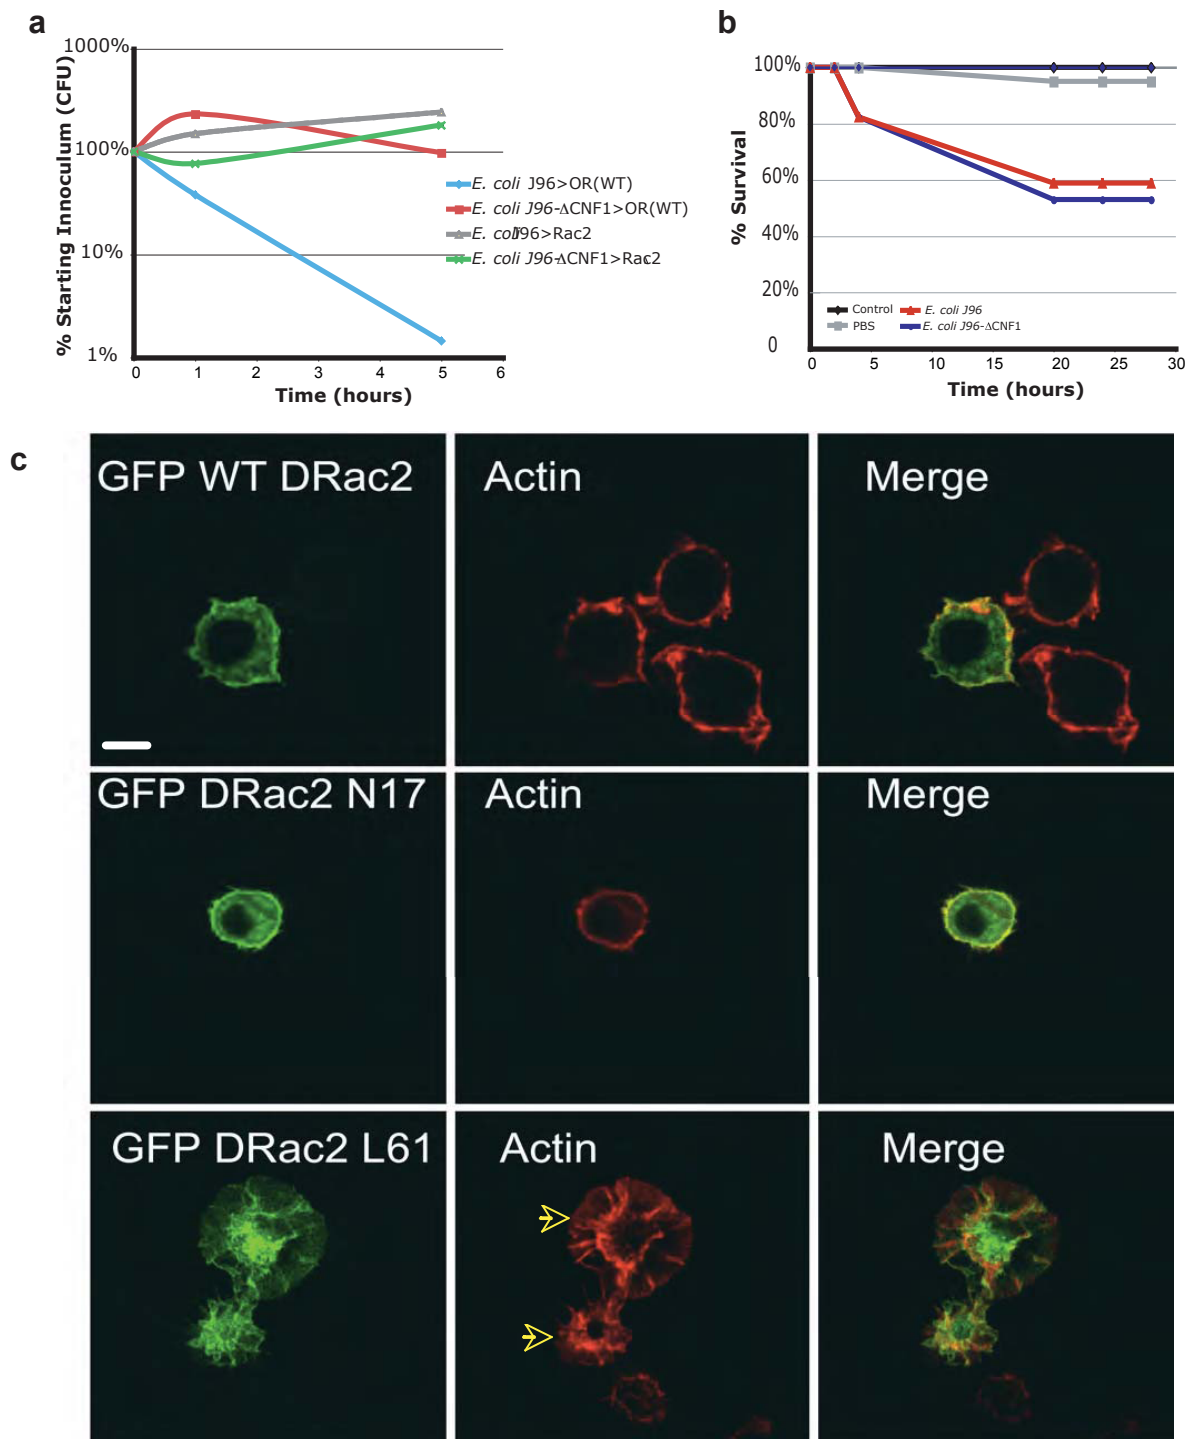 a
1000%
100%
10%
1%
% Starting Innoculum (CFU)
0 1 2 3 4 5 6
Time (hours)
E. coli J96>OR(WT)
E. coli J96-ΔCNF1>OR(WT)
E. coli J96>Rac2
E. coli J96-ΔCNF1>Rac2
b
100%
80%
60%
40%
20%
0
% Survival
0 5 10 15 20 25 30
Time (hours)
Control E. coli J96
PBS E. coli J96-ΔCNF1
c
GFP WT DRac2 Actin Merge
GFP DRac2 N17 Actin Merge
GFP DRac2 L61 Actin Merge